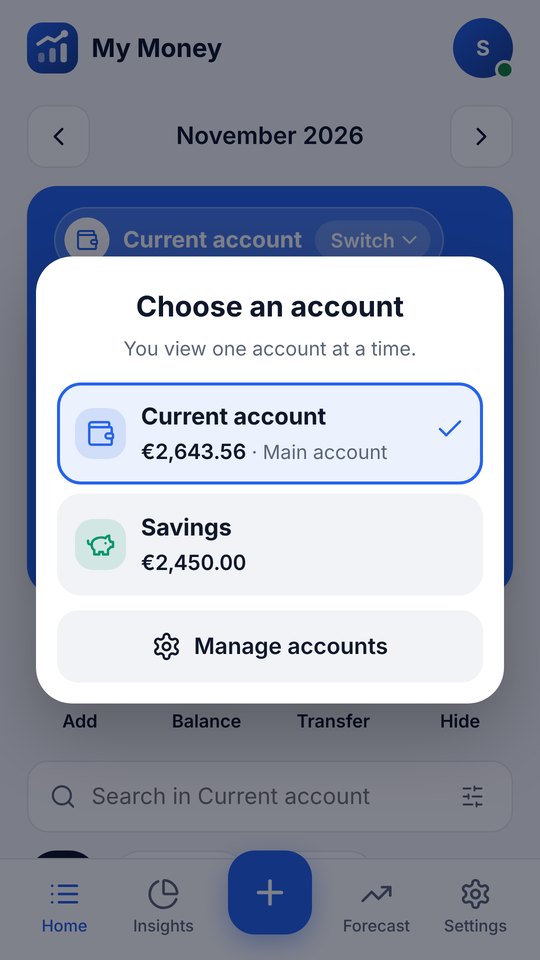 My Money
S
November 2026
Current account
Switch
Choose an account
You view one account at a time.
Current account
€2,643.56 · Main account
Savings
€2,450.00
Manage accounts
Add
Balance
Transfer
Hide
Search in Current account
Home
Insights
Forecast
Settings